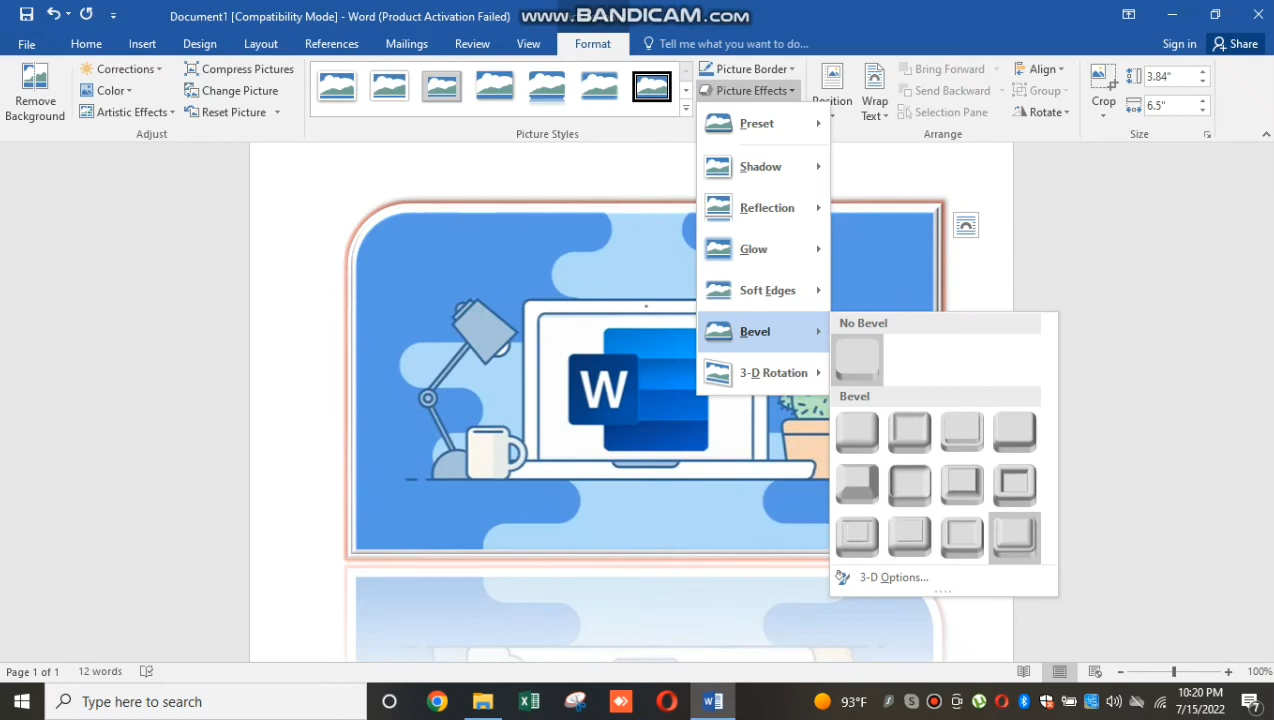 Document1 [Compatibility Mode] - Word (Product Activation Failed)
www.BANDICAM.com
File Home Insert Design Layout References Mailings Review View Format Tell me what you want to do... Sign in Share
Remove Background
Corrections
Color
Artistic Effects
Compress Pictures
Change Picture
Reset Picture
Adjust
Picture Styles
Picture Border
Picture Effects
Position
Wrap Text
Bring Forward
Send Backward
Selection Pane
Align
Group
Rotate
Arrange
Crop
3.84"
6.5"
Size
Preset
Shadow
Reflection
Glow
Soft Edges
Bevel
3-D Rotation
No Bevel
Bevel
3-D Options...
W
Page 1 of 1 12 words
100%
Type here to search
93°F
10:20 PM
7/15/2022
7